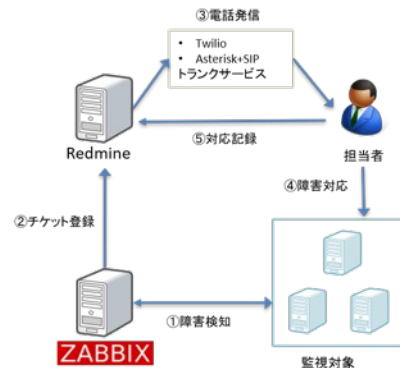 ③電話発信
• Twilio
• Asterisk+SIP
トランクサービス
Redmine
⑤対応記録
担当者
②チケット登録
④障害対応
①障害検知
ZABBIX
監視対象